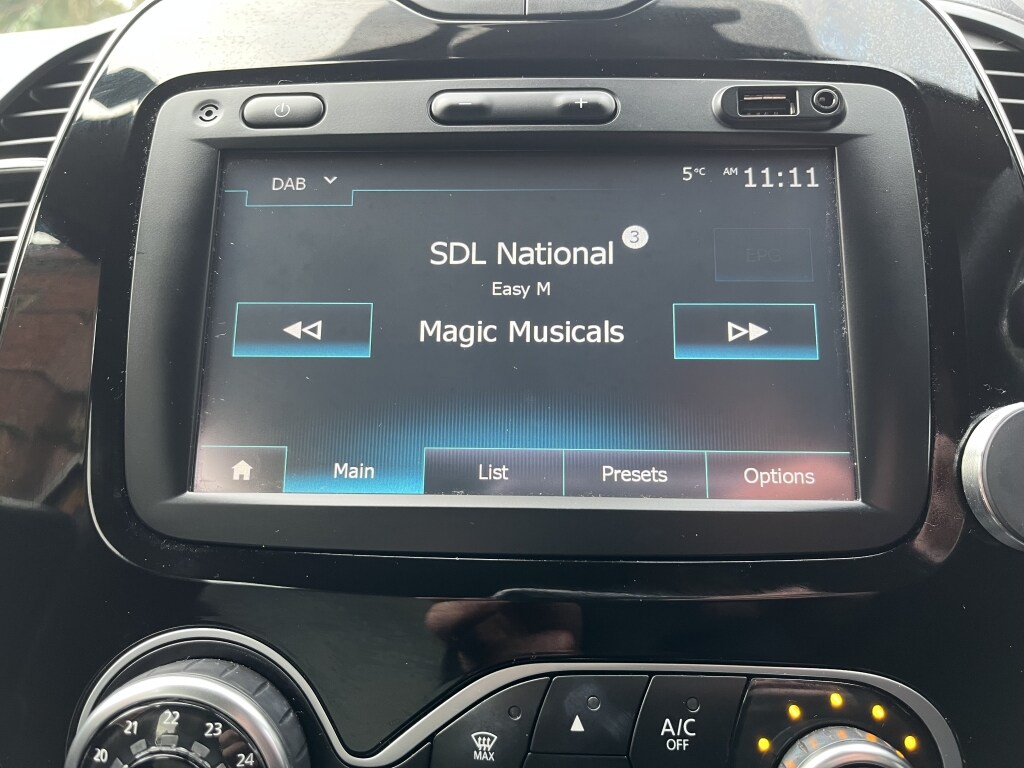 − +
DAB 5°C AM 11:11
SDL National 3
EPG
Easy M
Magic Musicals
Main List Presets Options
20 21 22 23 24
MAX
A/C
OFF